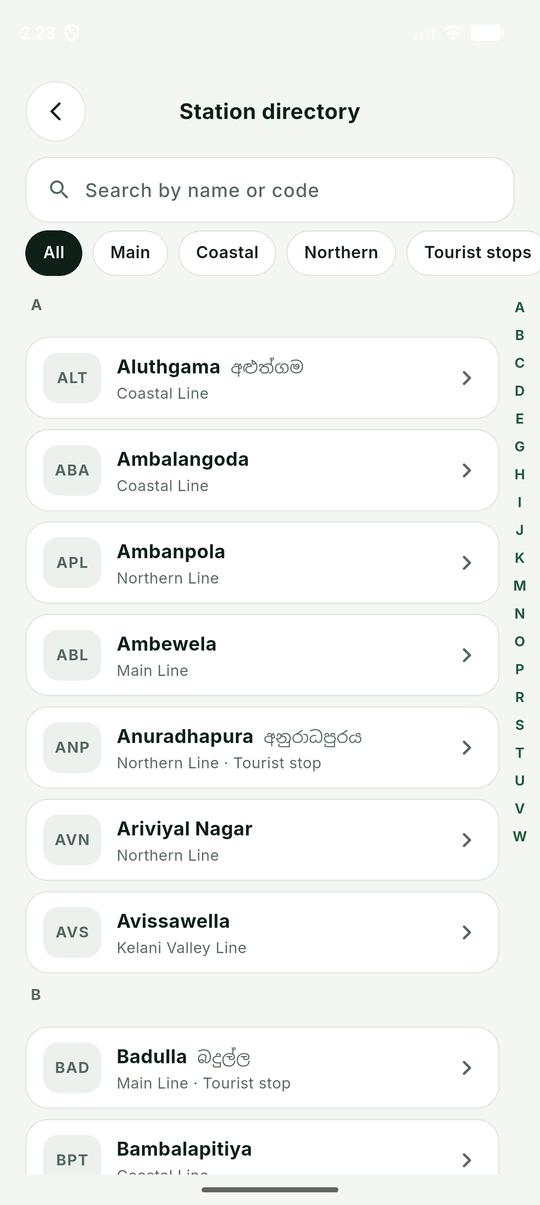 2:23
Station directory
Search by name or code
All
Main
Coastal
Northern
Tourist stops
A
ALT
Aluthgama අළුත්ගම
Coastal Line
ABA
Ambalangoda
Coastal Line
APL
Ambanpola
Northern Line
ABL
Ambewela
Main Line
ANP
Anuradhapura අනුරාධපුරය
Northern Line · Tourist stop
AVN
Ariviyal Nagar
Northern Line
AVS
Avissawella
Kelani Valley Line
B
BAD
Badulla බදුල්ල
Main Line · Tourist stop
BPT
Bambalapitiya
Coastal Line
A
B
C
D
E
G
H
I
J
K
M
N
O
P
R
S
T
U
V
W